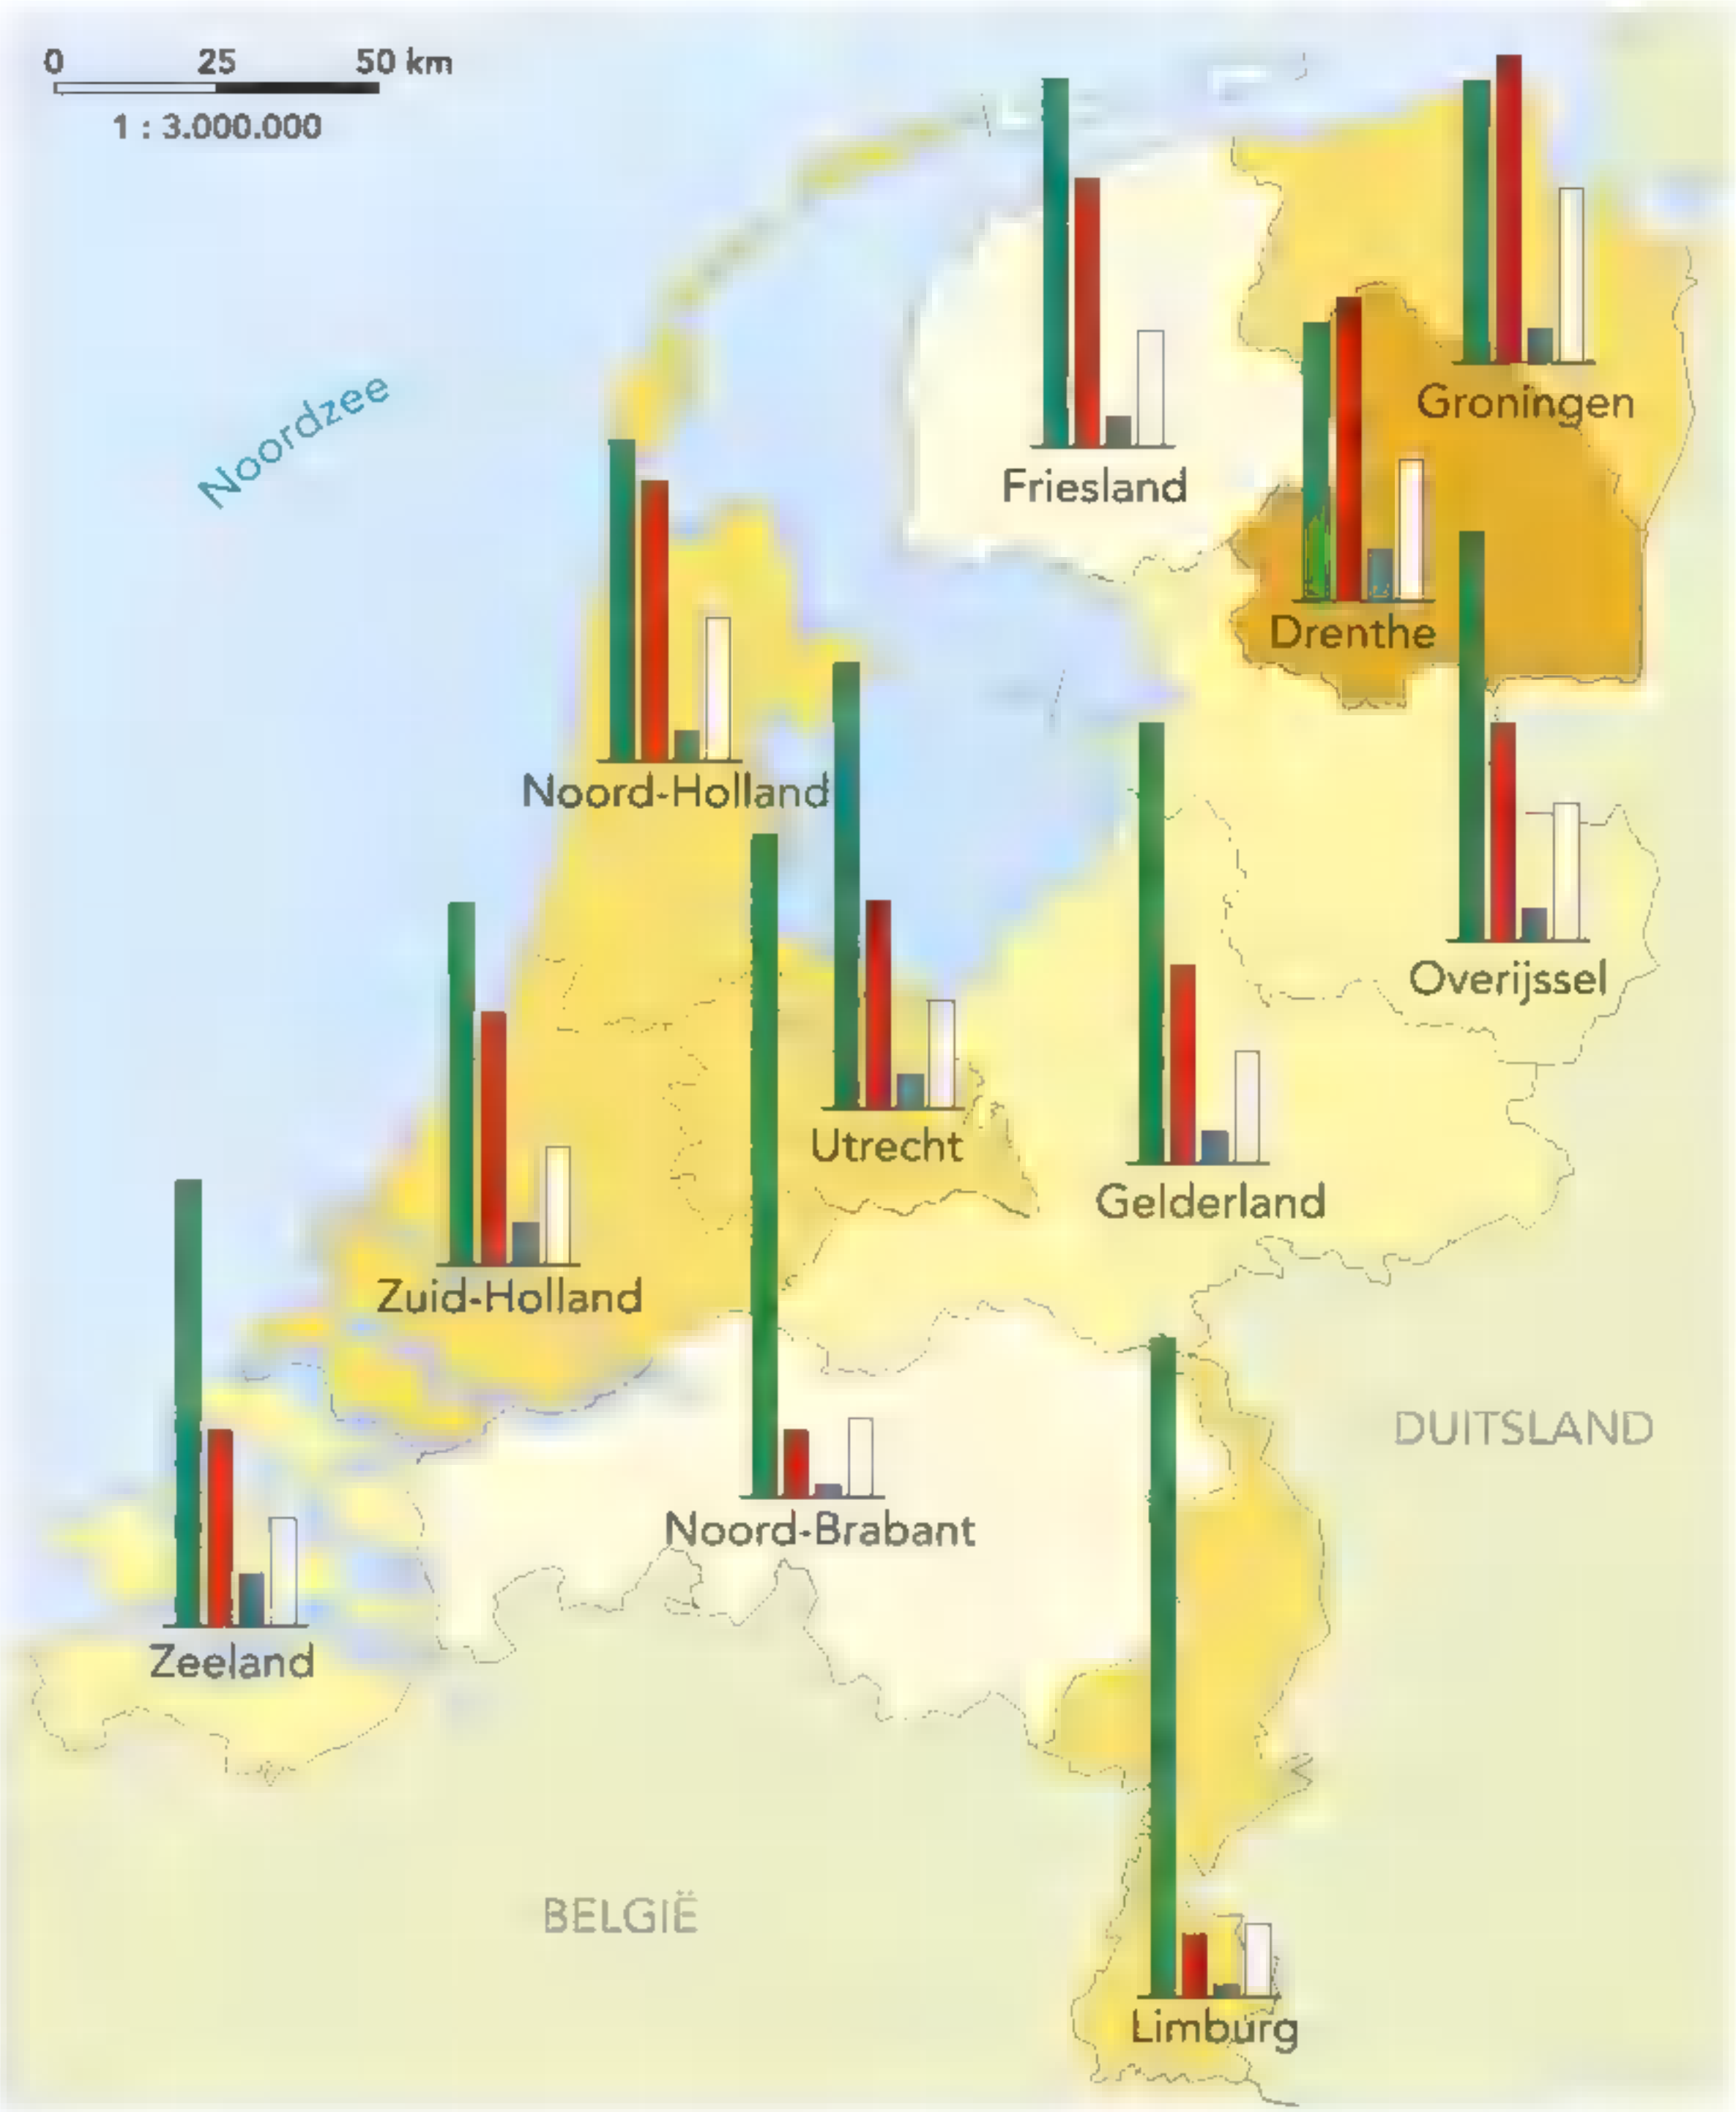 0 25 50 km
1 : 3.000.000
Noordzee
Groningen
Friesland
Drenthe
Noord-Holland
Overijssel
Utrecht
Gelderland
Zuid-Holland
DUITSLAND
Noord-Brabant
Zeeland
BELGIË
Limburg